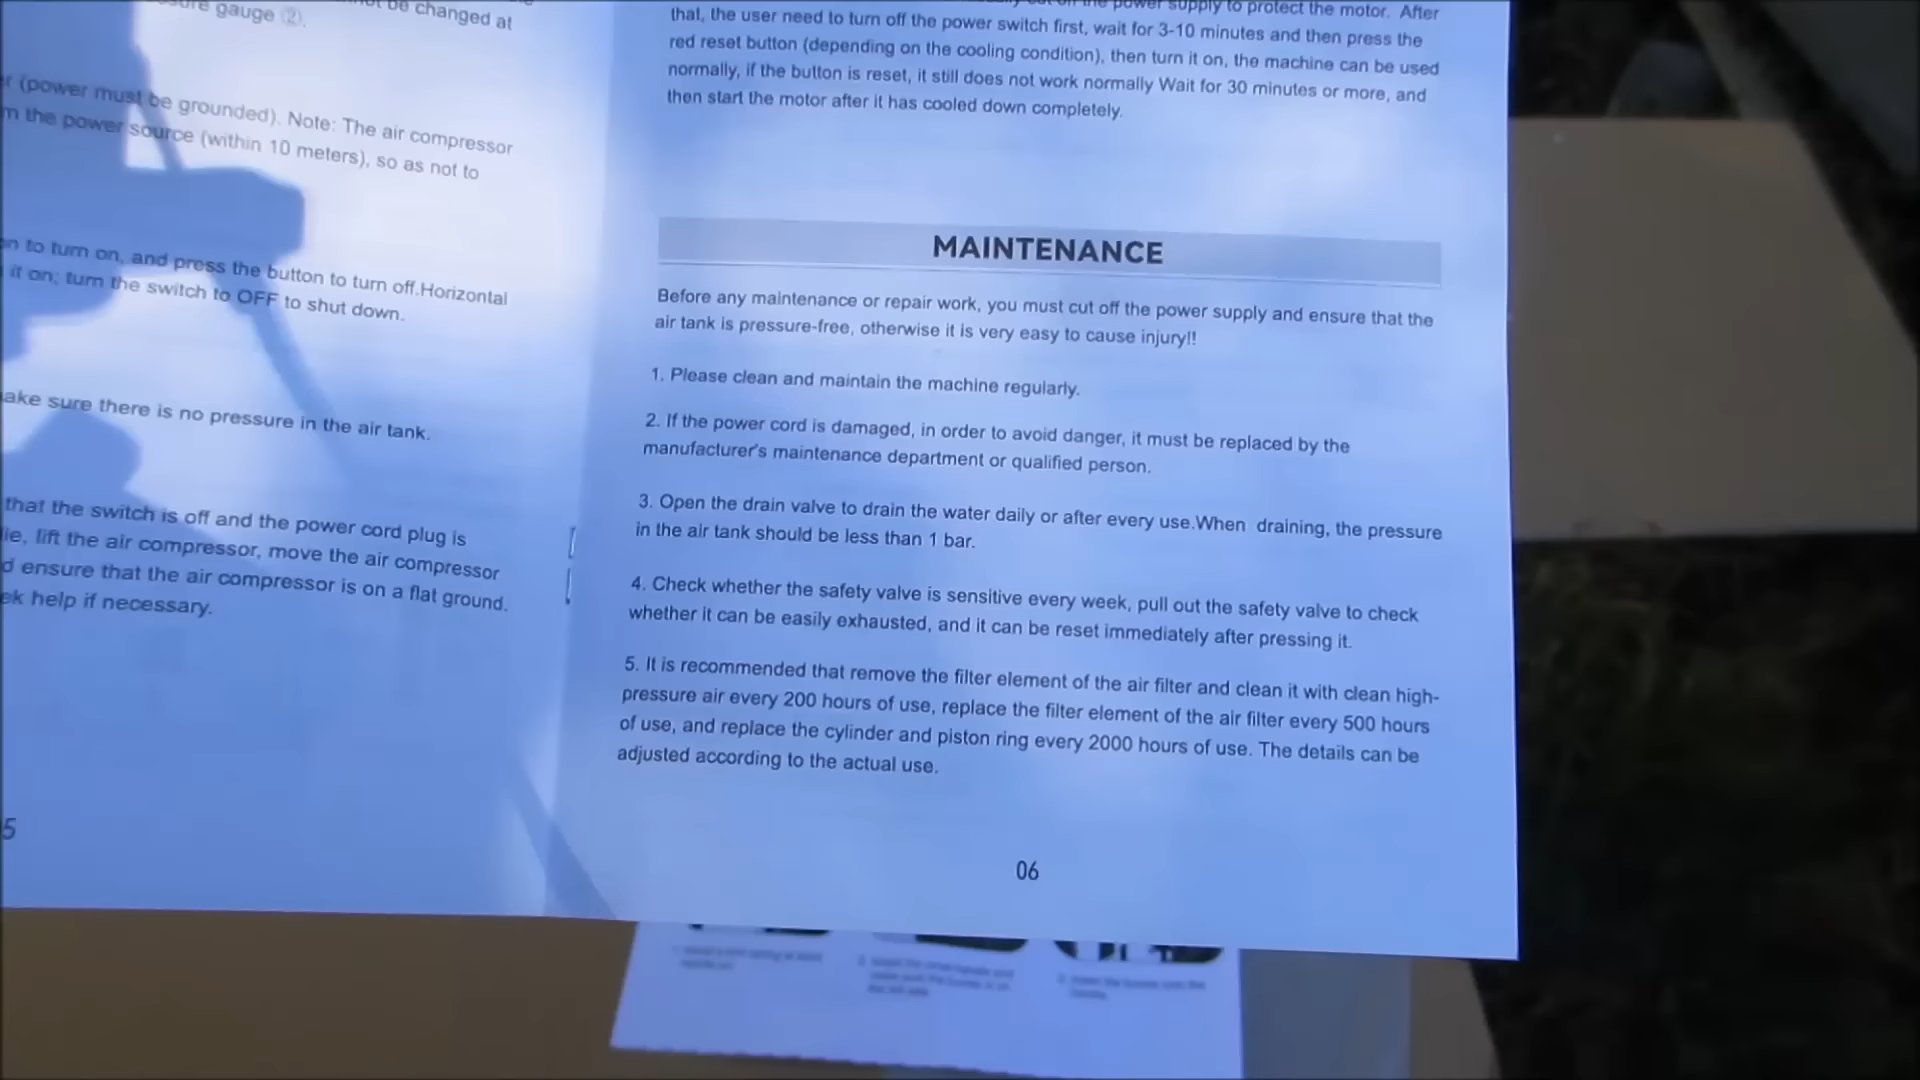 sure gauge ②.
be changed at
(power must be grounded). Note: The air compressor
the power source (within 10 meters), so as not to
to turn on, and press the button to turn off.Horizontal
it on; turn the switch to OFF to shut down.
make sure there is no pressure in the air tank.
that the switch is off and the power cord plug is
lift the air compressor, move the air compressor
ensure that the air compressor is on a flat ground.
help if necessary.
5
power supply to protect the motor. After
that, the user need to turn off the power switch first, wait for 3-10 minutes and then press the
red reset button (depending on the cooling condition), then turn it on, the machine can be used
normally, if the button is reset, it still does not work normally Wait for 30 minutes or more, and
then start the motor after it has cooled down completely.
MAINTENANCE
Before any maintenance or repair work, you must cut off the power supply and ensure that the
air tank is pressure-free, otherwise it is very easy to cause injury!!
1. Please clean and maintain the machine regularly.
2. If the power cord is damaged, in order to avoid danger, it must be replaced by the
manufacturer's maintenance department or qualified person.
3. Open the drain valve to drain the water daily or after every use.When draining, the pressure
in the air tank should be less than 1 bar.
4. Check whether the safety valve is sensitive every week, pull out the safety valve to check
whether it can be easily exhausted, and it can be reset immediately after pressing it.
5. It is recommended that remove the filter element of the air filter and clean it with clean high-
pressure air every 200 hours of use, replace the filter element of the air filter every 500 hours
of use, and replace the cylinder and piston ring every 2000 hours of use. The details can be
adjusted according to the actual use.
06